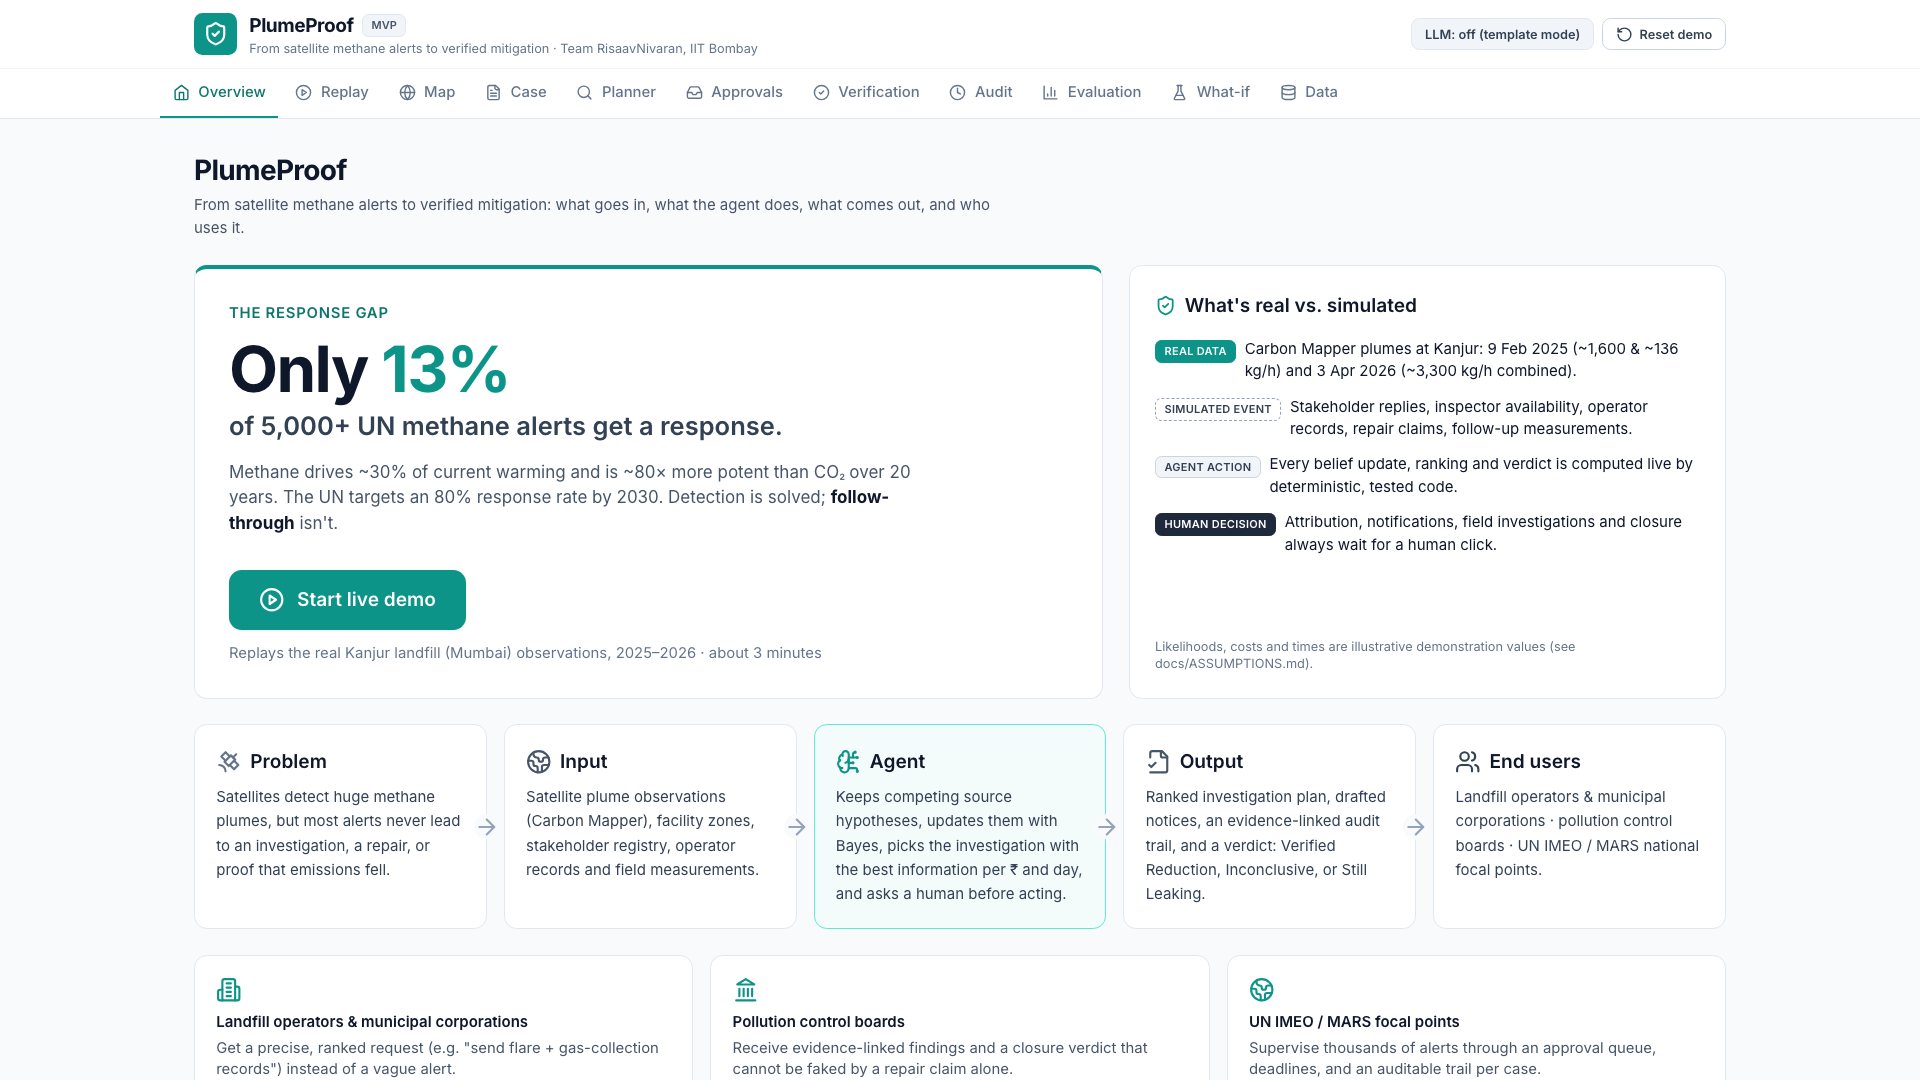 PlumeProof MVP
From satellite methane alerts to verified mitigation · Team RisaavNivaran, IIT Bombay
LLM: off (template mode)
Reset demo
Overview
Replay
Map
Case
Planner
Approvals
Verification
Audit
Evaluation
What-if
Data
PlumeProof
From satellite methane alerts to verified mitigation: what goes in, what the agent does, what comes out, and who
uses it.
THE RESPONSE GAP
Only 13%
of 5,000+ UN methane alerts get a response.
Methane drives ~30% of current warming and is ~80× more potent than CO₂ over 20
years. The UN targets an 80% response rate by 2030. Detection is solved; follow-
through isn't.
Start live demo
Replays the real Kanjur landfill (Mumbai) observations, 2025–2026 · about 3 minutes
What's real vs. simulated
REAL DATA
Carbon Mapper plumes at Kanjur: 9 Feb 2025 (~1,600 & ~136
kg/h) and 3 Apr 2026 (~3,300 kg/h combined).
SIMULATED EVENT
Stakeholder replies, inspector availability, operator
records, repair claims, follow-up measurements.
AGENT ACTION
Every belief update, ranking and verdict is computed live by
deterministic, tested code.
HUMAN DECISION
Attribution, notifications, field investigations and closure
always wait for a human click.
Likelihoods, costs and times are illustrative demonstration values (see
docs/ASSUMPTIONS.md).
Problem
Satellites detect huge methane
plumes, but most alerts never lead
to an investigation, a repair, or
proof that emissions fell.
Input
Satellite plume observations
(Carbon Mapper), facility zones,
stakeholder registry, operator
records and field measurements.
Agent
Keeps competing source
hypotheses, updates them with
Bayes, picks the investigation with
the best information per ₹ and day,
and asks a human before acting.
Output
Ranked investigation plan, drafted
notices, an evidence-linked audit
trail, and a verdict: Verified
Reduction, Inconclusive, or Still
Leaking.
End users
Landfill operators & municipal
corporations · pollution control
boards · UN IMEO / MARS national
focal points.
Landfill operators & municipal corporations
Get a precise, ranked request (e.g. "send flare + gas-collection
records") instead of a vague alert.
Pollution control boards
Receive evidence-linked findings and a closure verdict that
cannot be faked by a repair claim alone.
UN IMEO / MARS focal points
Supervise thousands of alerts through an approval queue,
deadlines, and an auditable trail per case.